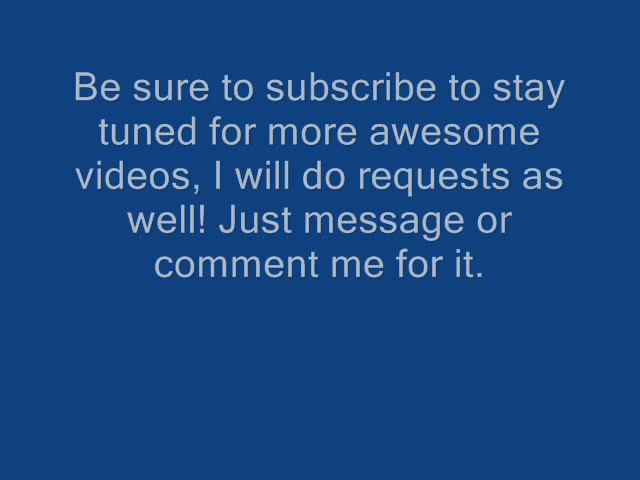 Be sure to subscribe to stay
tuned for more awesome
videos, I will do requests as
well! Just message or
comment me for it.